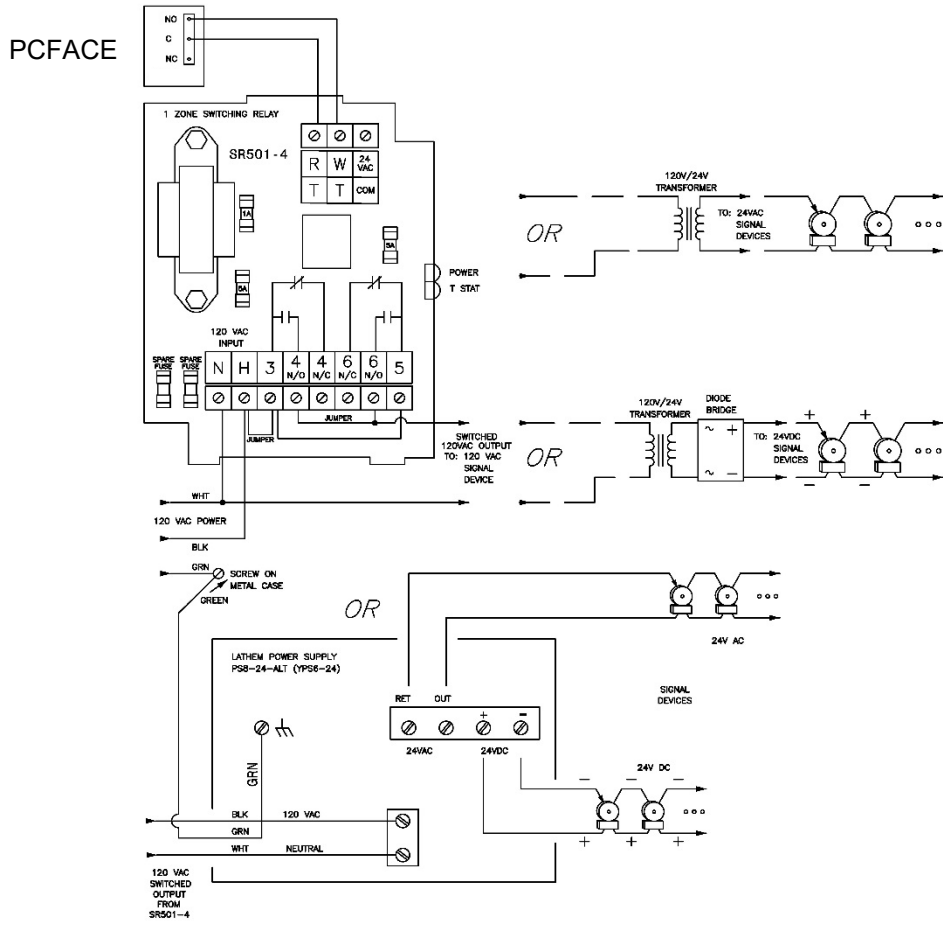 PCFACE
NO
C
NC
1 ZONE SWITCHING RELAY
SR501-4
R W 24 VAC
T T COM
1A
5A
5A
POWER
T STAT
120 VAC
INPUT
SPARE FUSE
SPARE FUSE
N H 3 4 N/O 4 N/C 6 N/C 6 N/O 5
JUMPER
JUMPER
SWITCHED
120VAC OUTPUT
TO: 120 VAC
SIGNAL
DEVICE
WHT
120 VAC POWER
BLK
GRN
SCREW ON
METAL CASE
GREEN
OR
120V/24V
TRANSFORMER
TO: 24VAC
SIGNAL
DEVICES
OR
120V/24V
TRANSFORMER
DIODE
BRIDGE
~ +
~ −
TO: 24VDC
SIGNAL
DEVICES
+ +
− −
OR
LATHEM POWER SUPPLY
PS8-24-ALT (YPS6-24)
RET OUT
+ −
24VAC 24VDC
24V AC
SIGNAL
DEVICES
24V DC
− − −
+ + +
GRN
BLK 120 VAC
GRN
WHT NEUTRAL
120 VAC
SWITCHED
OUTPUT
FROM
SR501-4